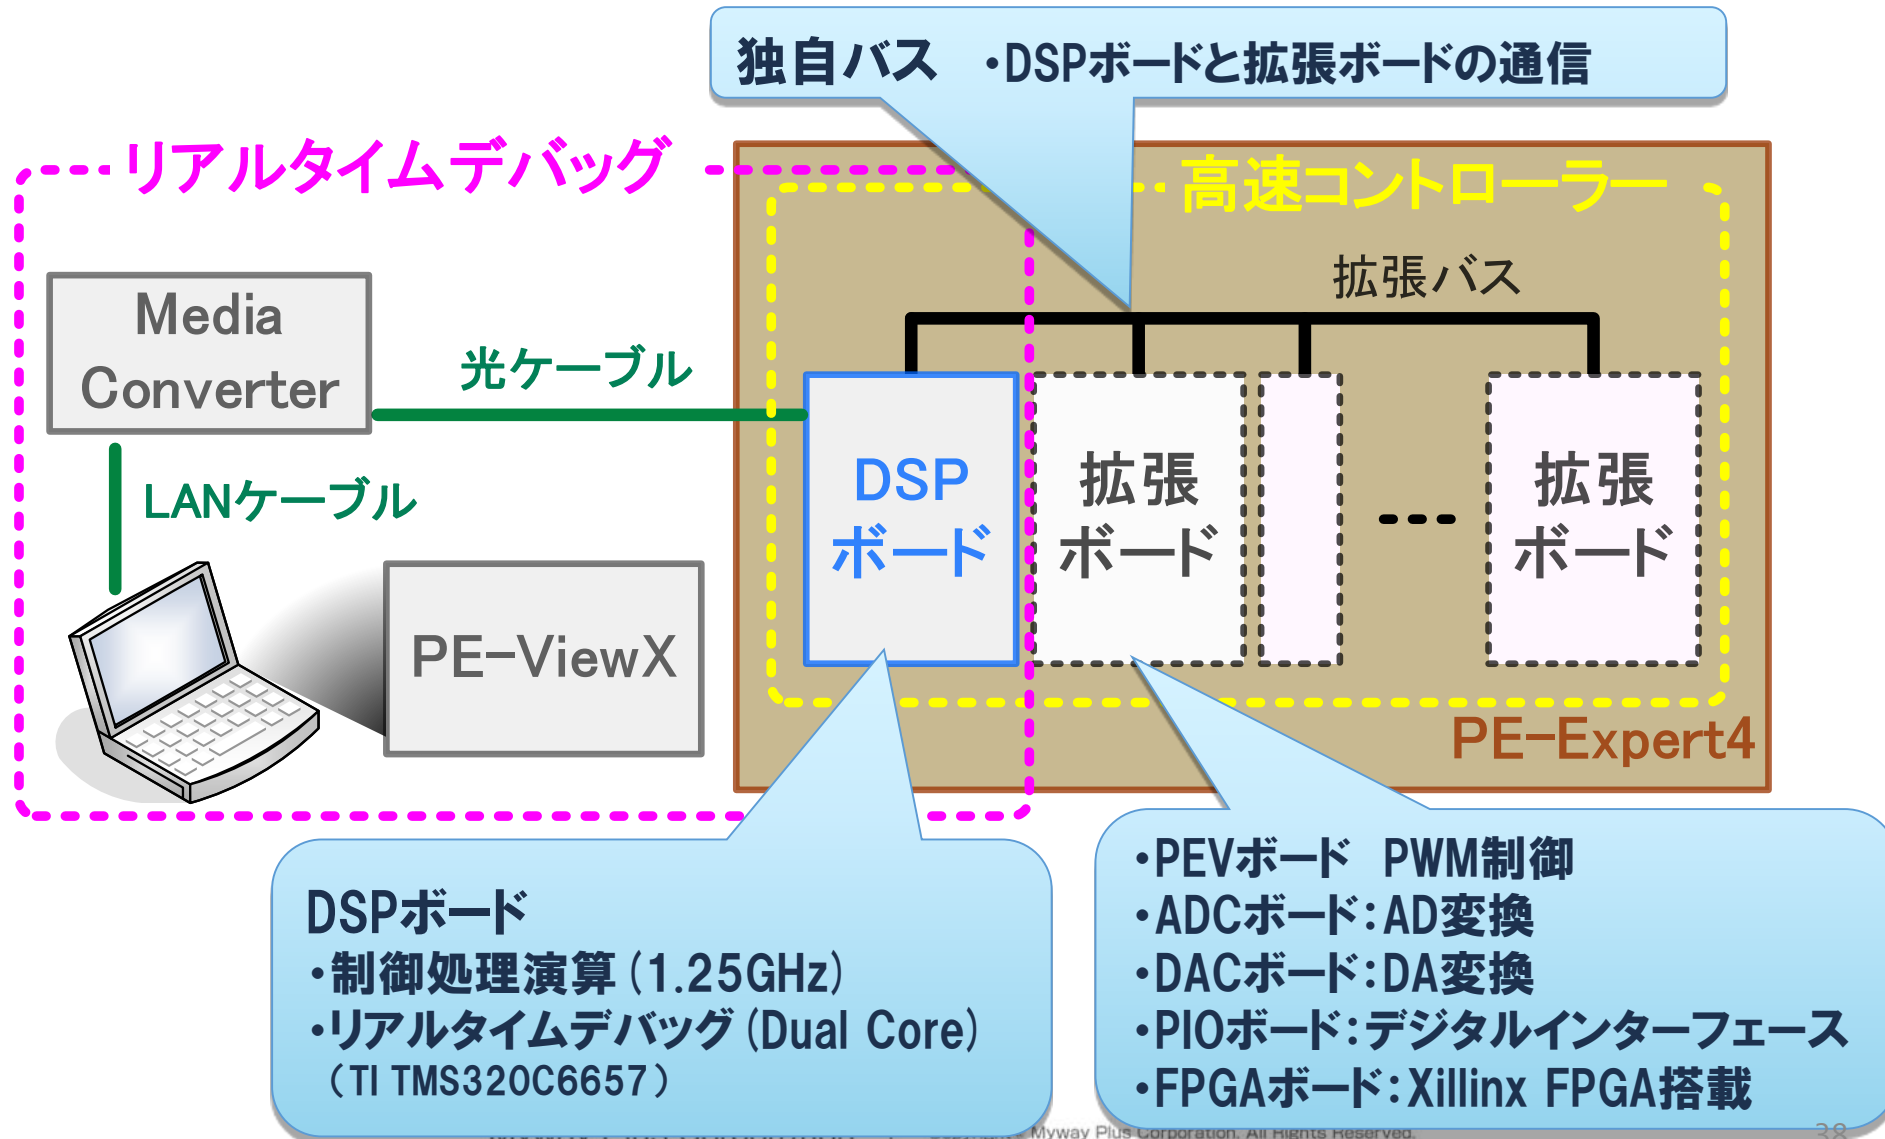 独自バス ・DSPボードと拡張ボードの通信
リアルタイムデバッグ
高速コントローラー
拡張バス
Media
Converter
光ケーブル
LANケーブル
DSP
ボード
拡張
ボード
拡張
ボード
PE-ViewX
PE-Expert4
DSPボード
・制御処理演算(1.25GHz)
・リアルタイムデバッグ(Dual Core)
（TI TMS320C6657）
・PEVボード PWM制御
・ADCボード：AD変換
・DACボード：DA変換
・PIOボード：デジタルインターフェース
・FPGAボード：Xillinx FPGA搭載
Myway Plus Corporation. All Rights Reserved.
38